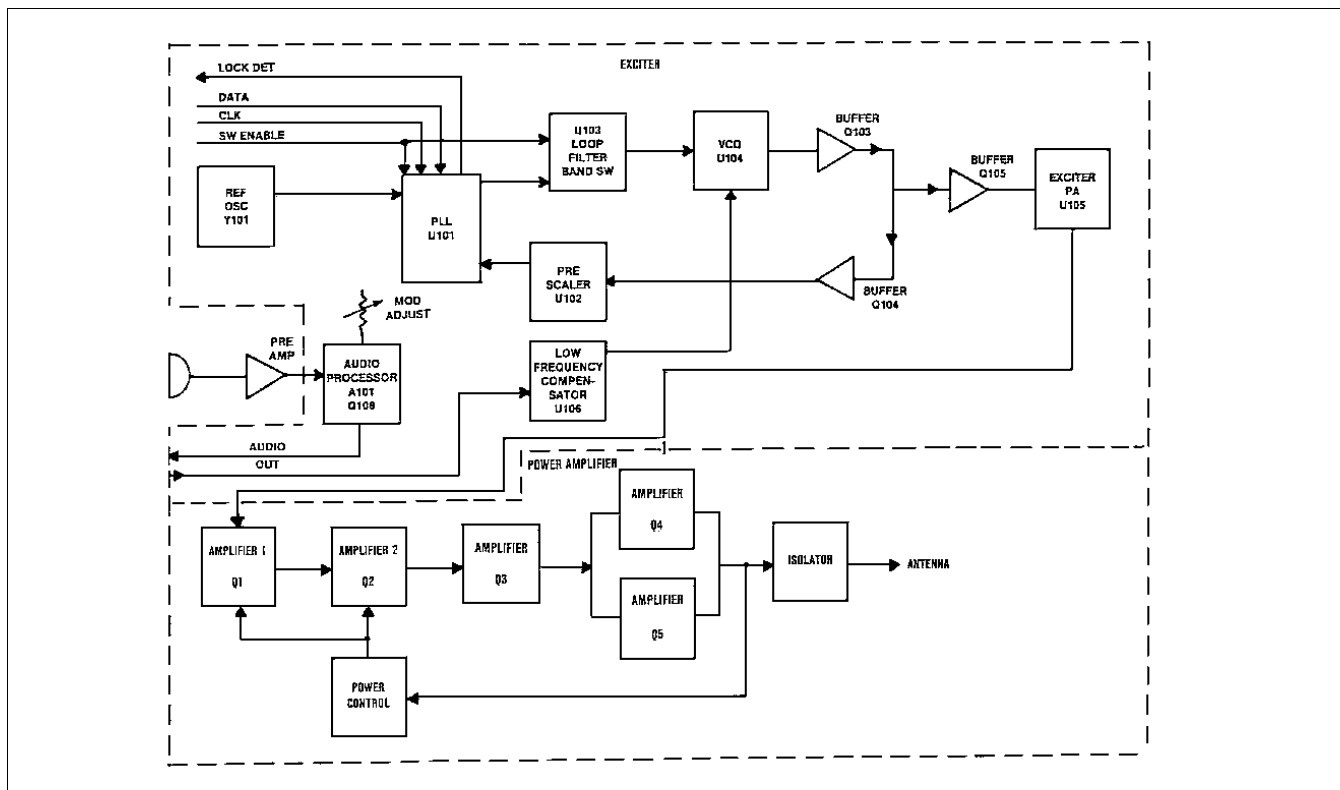 EXCITER
LOCK DET
DATA
CLK
SW ENABLE
REF
OSC
Y101
PLL
U101
U103
LOOP
FILTER
BAND SW
VCO
U104
BUFFER
Q103
BUFFER
Q105
EXCITER
PA
U105
PRE
SCALER
U102
BUFFER
Q104
MOD
ADJUST
PRE
AMP
AUDIO
PROCESSOR
A101
Q108
LOW
FREQUENCY
COMPEN-
SATOR
U106
AUDIO
OUT
POWER AMPLIFIER
AMPLIFIER 1
Q1
AMPLIFIER 2
Q2
AMPLIFIER
Q3
AMPLIFIER
Q4
AMPLIFIER
Q5
ISOLATOR
ANTENNA
POWER
CONTROL